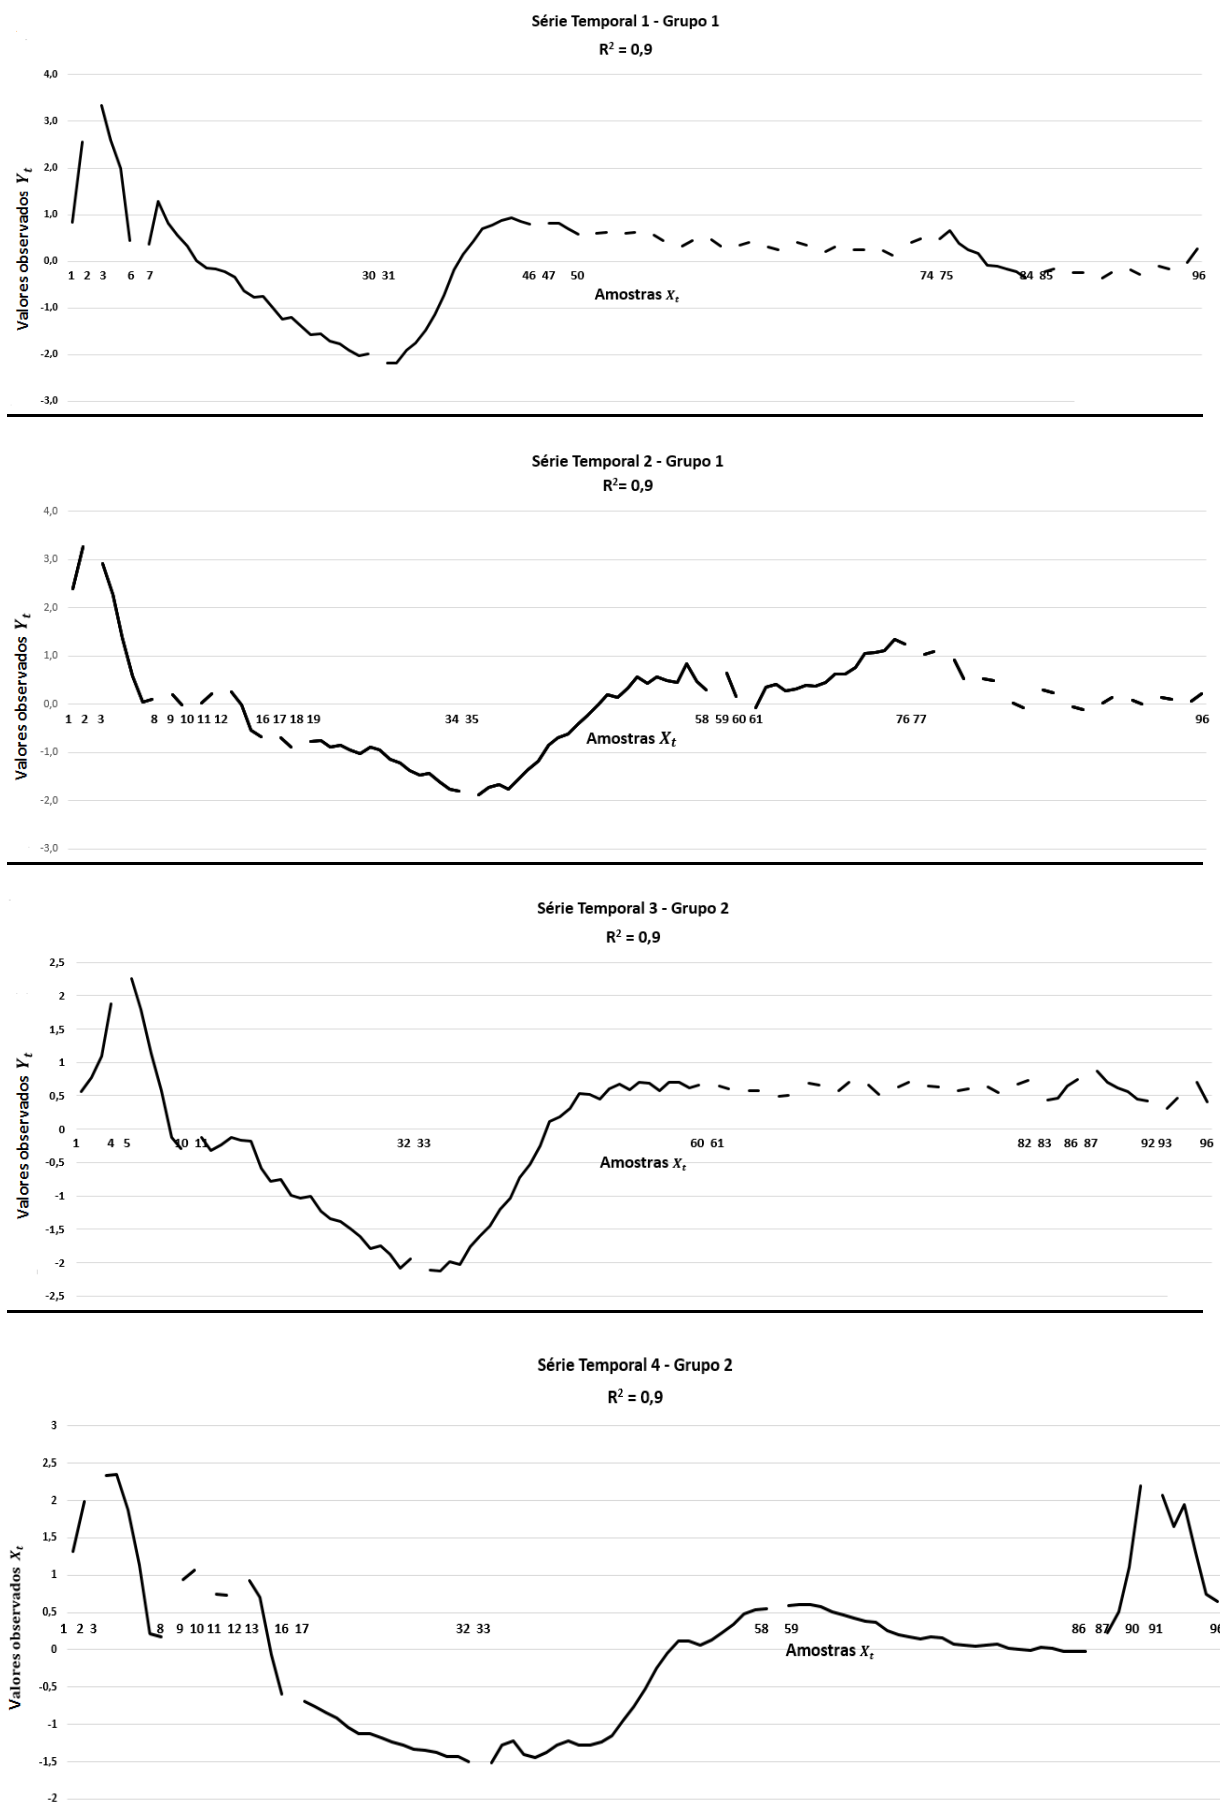 Série Temporal 1 - Grupo 1
R² = 0,9
4,0
3,0
2,0
1,0
0,0
-1,0
-2,0
-3,0
Valores observados Yt
1 2 3 6 7 30 31 46 47 50 74 75 84 85 96
Amostras Xt
Série Temporal 2 - Grupo 1
R²= 0,9
4,0
3,0
2,0
1,0
0,0
-1,0
-2,0
-3,0
Valores observados Yt
1 2 3 8 9 10 11 12 16 17 18 19 34 35 58 59 60 61 76 77 96
Amostras Xt
Série Temporal 3 - Grupo 2
R² = 0,9
2,5
2
1,5
1
0,5
0
-0,5
-1
-1,5
-2
-2,5
Valores observados Yt
1 4 5 10 11 32 33 60 61 82 83 86 87 92 93 96
Amostras Xt
Série Temporal 4 - Grupo 2
R² = 0,9
3
2,5
2
1,5
1
0,5
0
-0,5
-1
-1,5
-2
Valores observados Xt
1 2 3 8 9 10 11 12 13 16 17 32 33 58 59 86 87 90 91 96
Amostras Xt